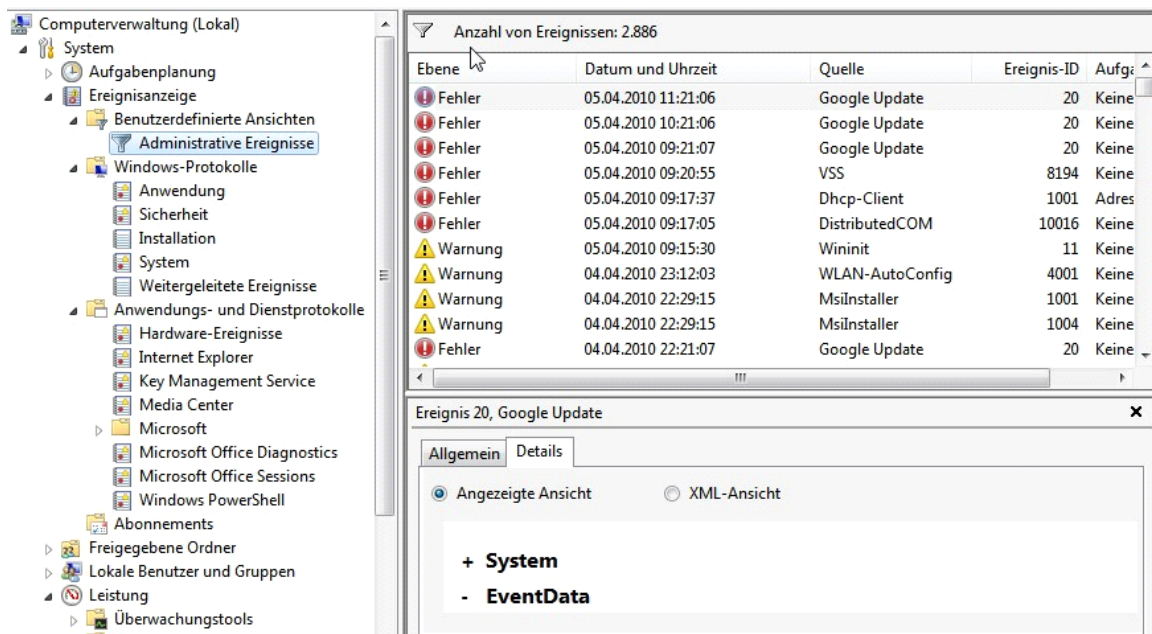 Computerverwaltung (Lokal)
System
Aufgabenplanung
Ereignisanzeige
Benutzerdefinierte Ansichten
Administrative Ereignisse
Windows-Protokolle
Anwendung
Sicherheit
Installation
System
Weitergeleitete Ereignisse
Anwendungs- und Dienstprotokolle
Hardware-Ereignisse
Internet Explorer
Key Management Service
Media Center
Microsoft
Microsoft Office Diagnostics
Microsoft Office Sessions
Windows PowerShell
Abonnements
Freigegebene Ordner
Lokale Benutzer und Gruppen
Leistung
Überwachungstools
Anzahl von Ereignissen: 2.886
Ebene Datum und Uhrzeit Quelle Ereignis-ID Aufga
Fehler 05.04.2010 11:21:06 Google Update 20 Keine
Fehler 05.04.2010 10:21:06 Google Update 20 Keine
Fehler 05.04.2010 09:21:07 Google Update 20 Keine
Fehler 05.04.2010 09:20:55 VSS 8194 Keine
Fehler 05.04.2010 09:17:37 Dhcp-Client 1001 Adres
Fehler 05.04.2010 09:17:05 DistributedCOM 10016 Keine
Warnung 05.04.2010 09:15:30 Wininit 11 Keine
Warnung 04.04.2010 23:12:03 WLAN-AutoConfig 4001 Keine
Warnung 04.04.2010 22:29:15 MsiInstaller 1001 Keine
Warnung 04.04.2010 22:29:15 MsiInstaller 1004 Keine
Fehler 04.04.2010 22:21:07 Google Update 20 Keine
Ereignis 20, Google Update
Allgemein Details
Angezeigte Ansicht XML-Ansicht
+ System
- EventData